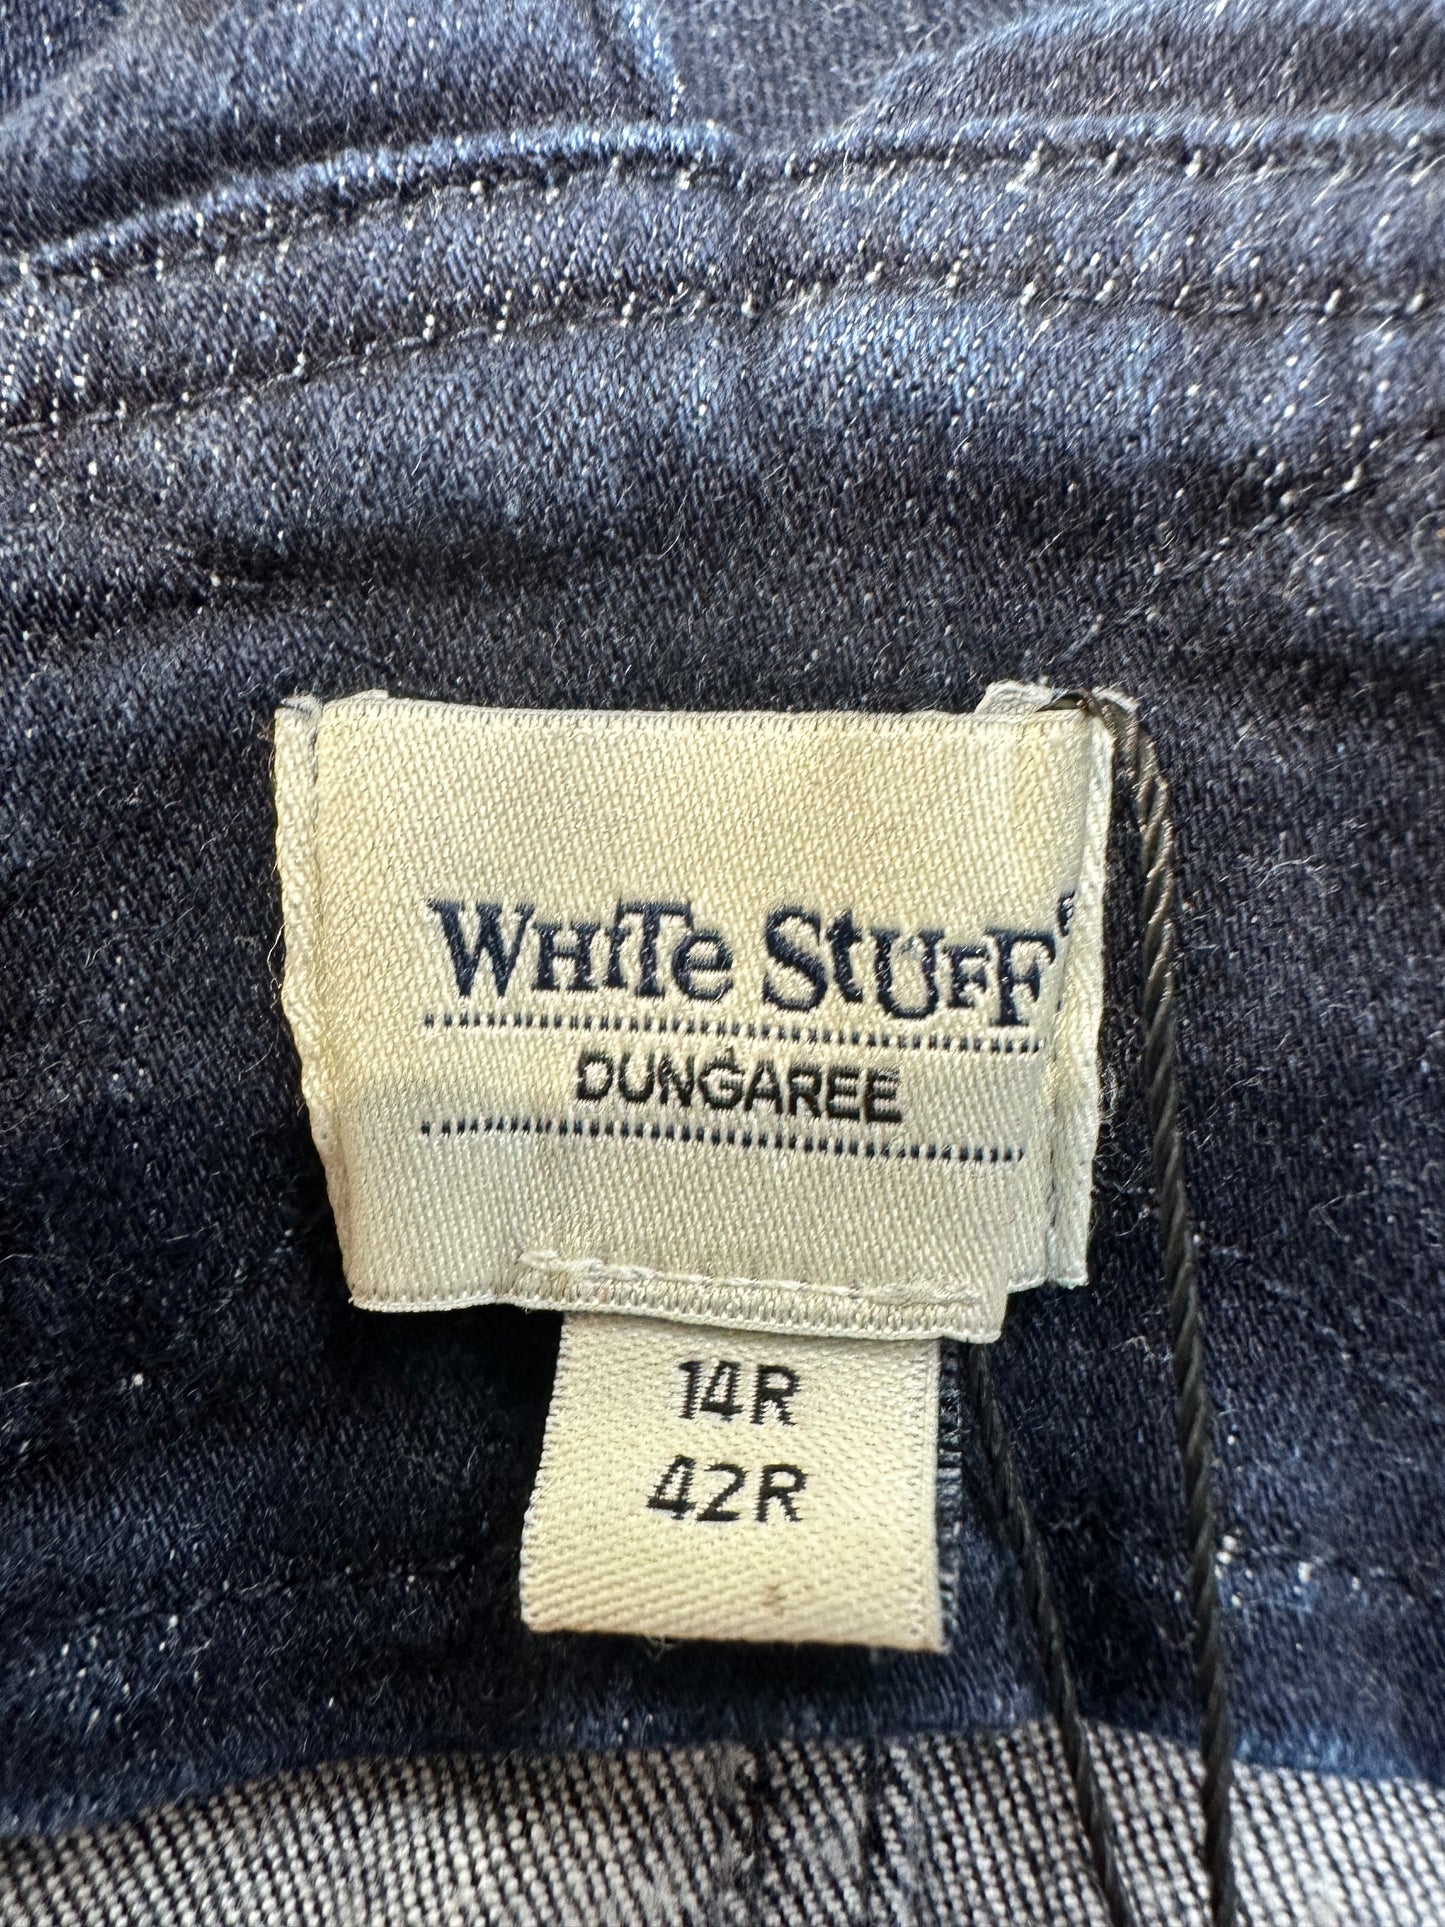 WHITE STUFF®
DUNGAREE
14R
42R